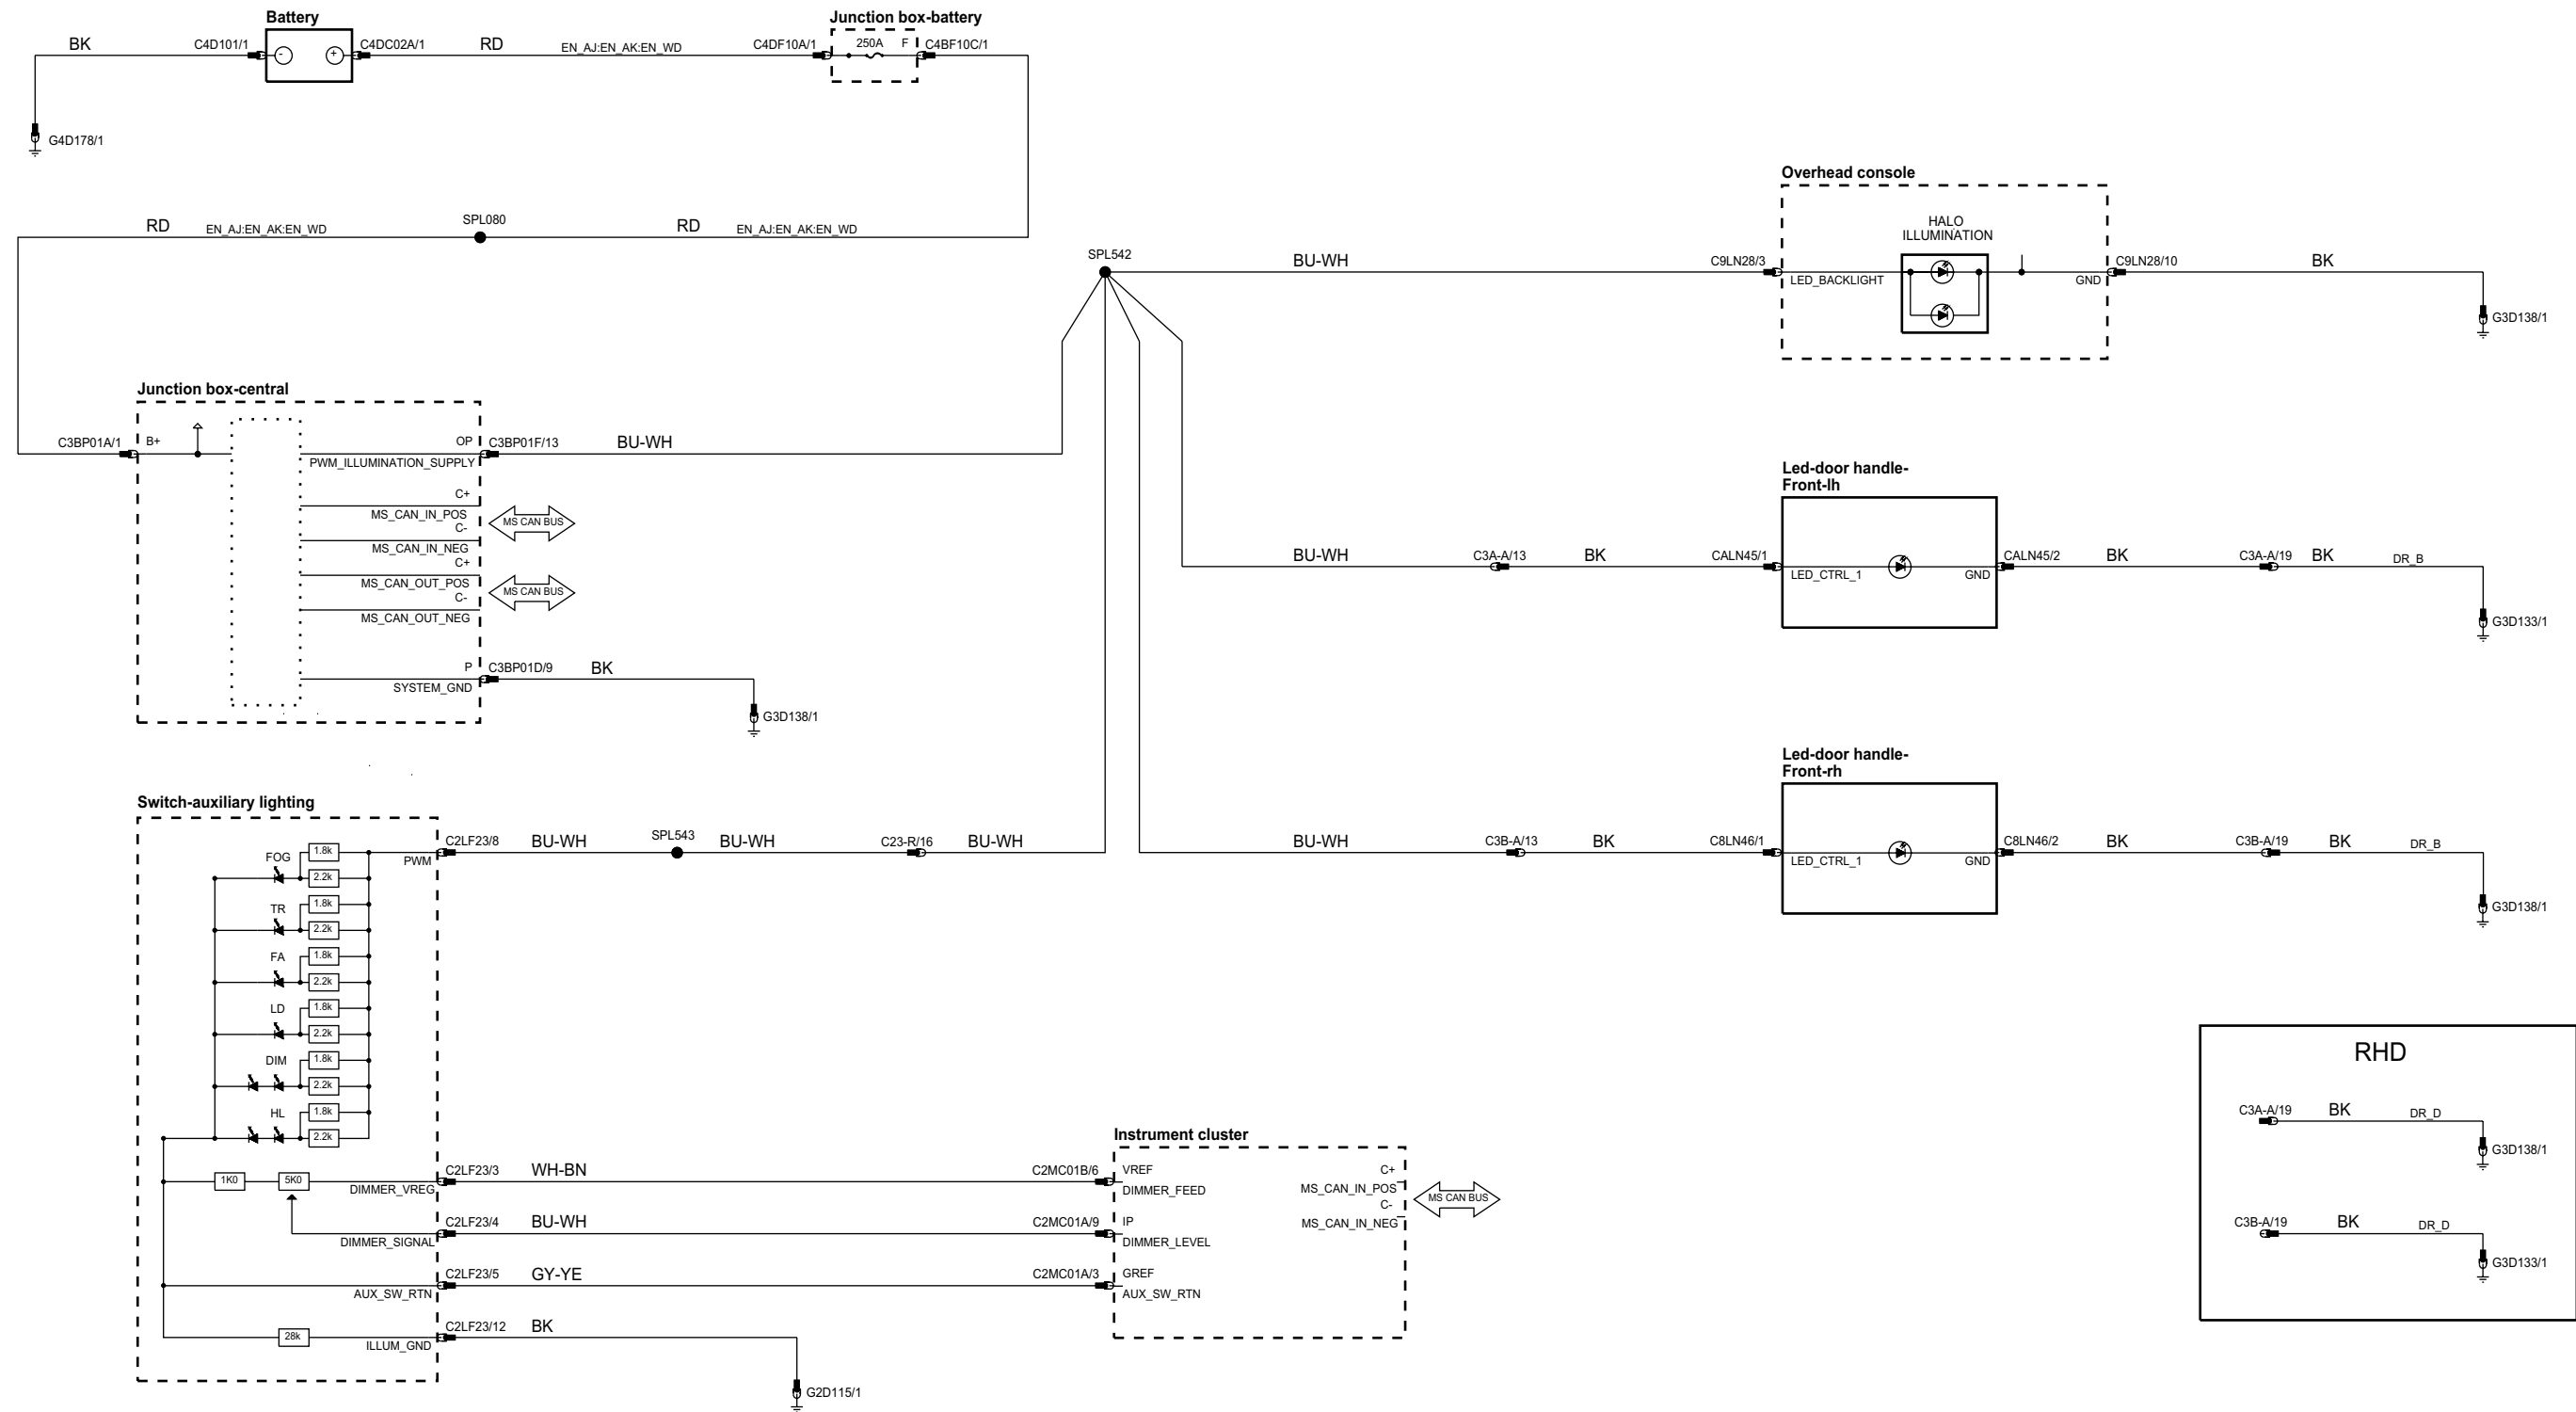 Battery
BK
C4D101/1
-
+
C4DC02A/1
RD
EN_AJ:EN_AK:EN_WD
Junction box-battery
C4DF10A/1
250A
F
C4BF10C/1
G4D178/1
RD
EN_AJ:EN_AK:EN_WD
SPL080
RD
EN_AJ:EN_AK:EN_WD
SPL542
BU-WH
Overhead console
C9LN28/3
LED_BACKLIGHT
HALO
ILLUMINATION
GND
C9LN28/10
BK
G3D138/1
Junction box-central
C3BP01A/1
B+
OP
PWM_ILLUMINATION_SUPPLY
C3BP01F/13
BU-WH
C+
MS_CAN_IN_POS
C-
MS_CAN_IN_NEG
MS CAN BUS
C+
MS_CAN_OUT_POS
C-
MS_CAN_OUT_NEG
MS CAN BUS
P
SYSTEM_GND
C3BP01D/9
BK
G3D138/1
Led-door handle-
Front-lh
BU-WH
C3A-A/13
BK
CALN45/1
LED_CTRL_1
GND
CALN45/2
BK
C3A-A/19
BK
DR_B
G3D133/1
Led-door handle-
Front-rh
BU-WH
C3B-A/13
BK
C8LN46/1
LED_CTRL_1
GND
C8LN46/2
BK
C3B-A/19
BK
DR_B
G3D138/1
Switch-auxiliary lighting
C2LF23/8
PWM
BU-WH
SPL543
BU-WH
C23-R/16
BU-WH
FOG
1.8k
2.2k
TR
1.8k
2.2k
FA
1.8k
2.2k
LD
1.8k
2.2k
DIM
1.8k
2.2k
HL
1.8k
2.2k
1K0
5K0
DIMMER_VREG
C2LF23/3
WH-BN
DIMMER_SIGNAL
C2LF23/4
BU-WH
AUX_SW_RTN
C2LF23/5
GY-YE
28k
ILLUM_GND
C2LF23/12
BK
G2D115/1
Instrument cluster
C2MC01B/6
VREF
DIMMER_FEED
C2MC01A/9
IP
DIMMER_LEVEL
C2MC01A/3
GREF
AUX_SW_RTN
C+
MS_CAN_IN_POS
C-
MS_CAN_IN_NEG
MS CAN BUS
RHD
C3A-A/19
BK
DR_D
G3D138/1
C3B-A/19
BK
DR_D
G3D133/1